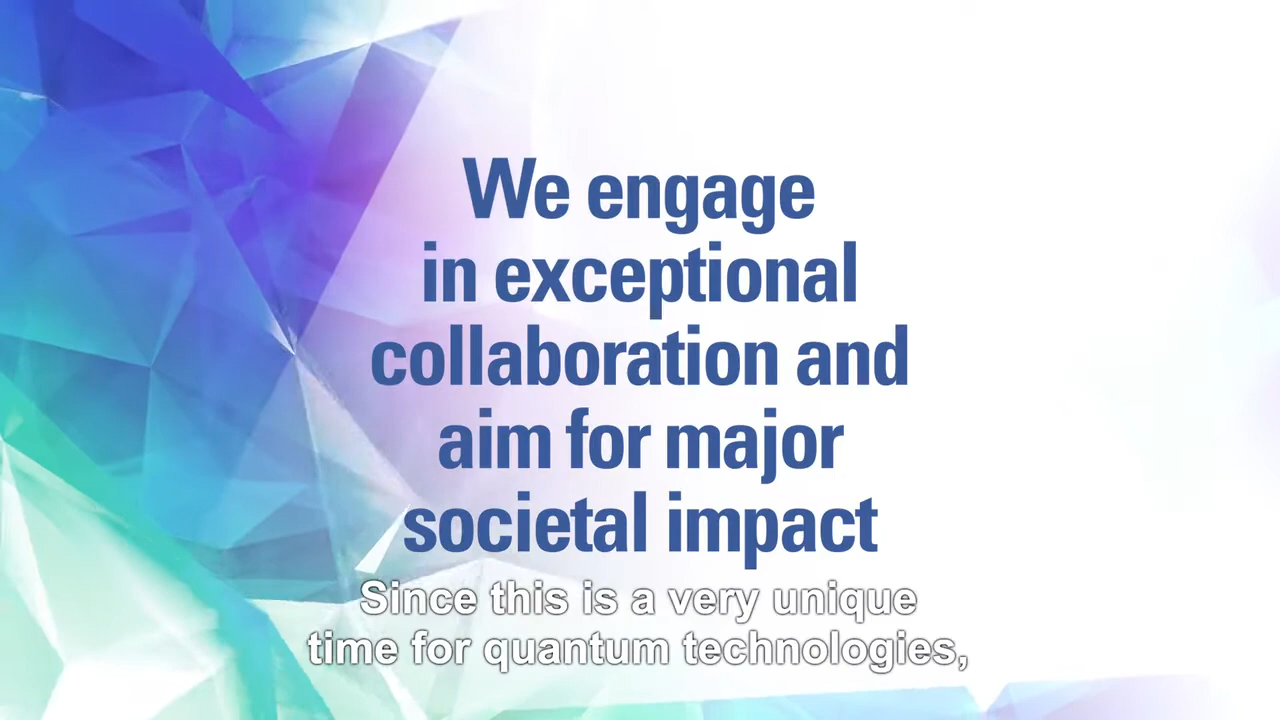 We engage
in exceptional
collaboration and
aim for major
societal impact
Since this is a very unique
time for quantum technologies,